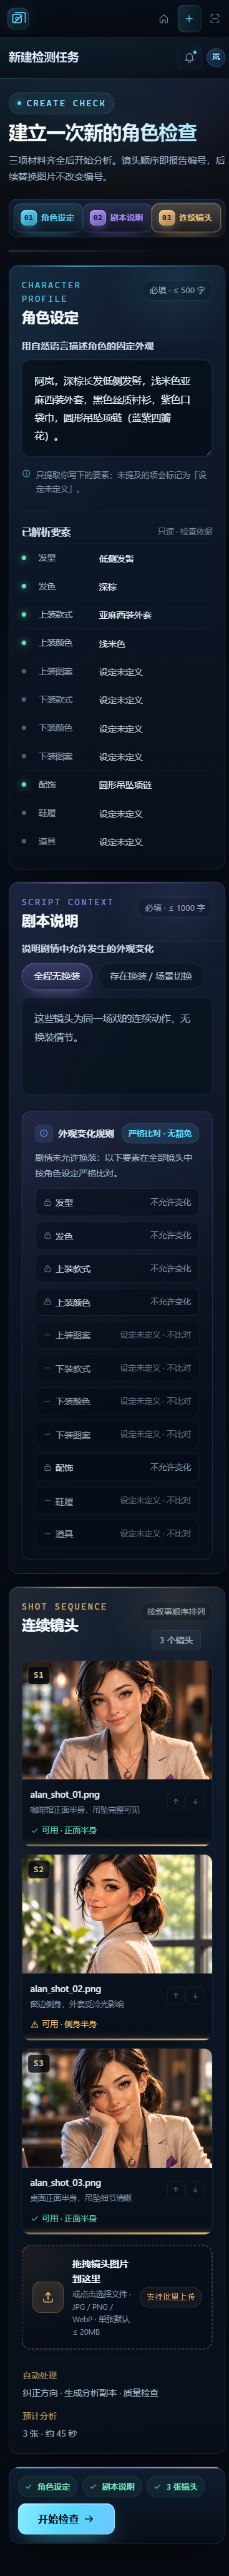 新建检测任务
岚
CREATE CHECK
建立一次新的角色检查
三项材料齐全后开始分析。镜头顺序即报告编号，后
续替换图片不改变编号。
01 角色设定
02 剧本说明
03 连续镜头
CHARACTER
PROFILE
必填 · ≤ 500 字
角色设定
用自然语言描述角色的固定外观
阿岚，深棕长发低侧发髻，浅米色亚
麻西装外套，黑色丝质衬衫，紫色口
袋巾，圆形吊坠项链（蓝紫四瓣
花）。
只提取你写下的要素；未提及的项会标记为「设
定未定义」。
已解析要素
只读 · 检查依据
发型 低侧发髻
发色 深棕
上装款式 亚麻西装外套
上装颜色 浅米色
上装图案 设定未定义
下装款式 设定未定义
下装颜色 设定未定义
下装图案 设定未定义
配饰 圆形吊坠项链
鞋履 设定未定义
道具 设定未定义
SCRIPT CONTEXT
必填 · ≤ 1000 字
剧本说明
说明剧情中允许发生的外观变化
全程无换装
存在换装 / 场景切换
这些镜头为同一场戏的连续动作，无
换装情节。
外观变化规则
严格比对 · 无豁免
剧情未允许换装：以下要素在全部镜头中
按角色设定严格比对。
发型 不允许变化
发色 不允许变化
上装款式 不允许变化
上装颜色 不允许变化
上装图案 设定未定义 · 不比对
下装款式 设定未定义 · 不比对
下装颜色 设定未定义 · 不比对
下装图案 设定未定义 · 不比对
配饰 不允许变化
鞋履 设定未定义 · 不比对
道具 设定未定义 · 不比对
SHOT SEQUENCE
按叙事顺序排列
连续镜头
3 个镜头
S1
alan_shot_01.png
咖啡馆正面半身，吊坠完整可见
可用 · 正面半身
S2
alan_shot_02.png
窗边侧身，外套受冷光影响
可用 · 侧身半身
S3
alan_shot_03.png
桌面正面半身，吊坠细节清晰
可用 · 正面半身
拖拽镜头图片
到这里
或点击选择文件 ·
JPG / PNG /
WebP · 单张默认
≤ 20MB
支持批量上传
自动处理
纠正方向 · 生成分析副本 · 质量检查
预计分析
3 张 · 约 45 秒
角色设定
剧本说明
3 张镜头
开始检查 →